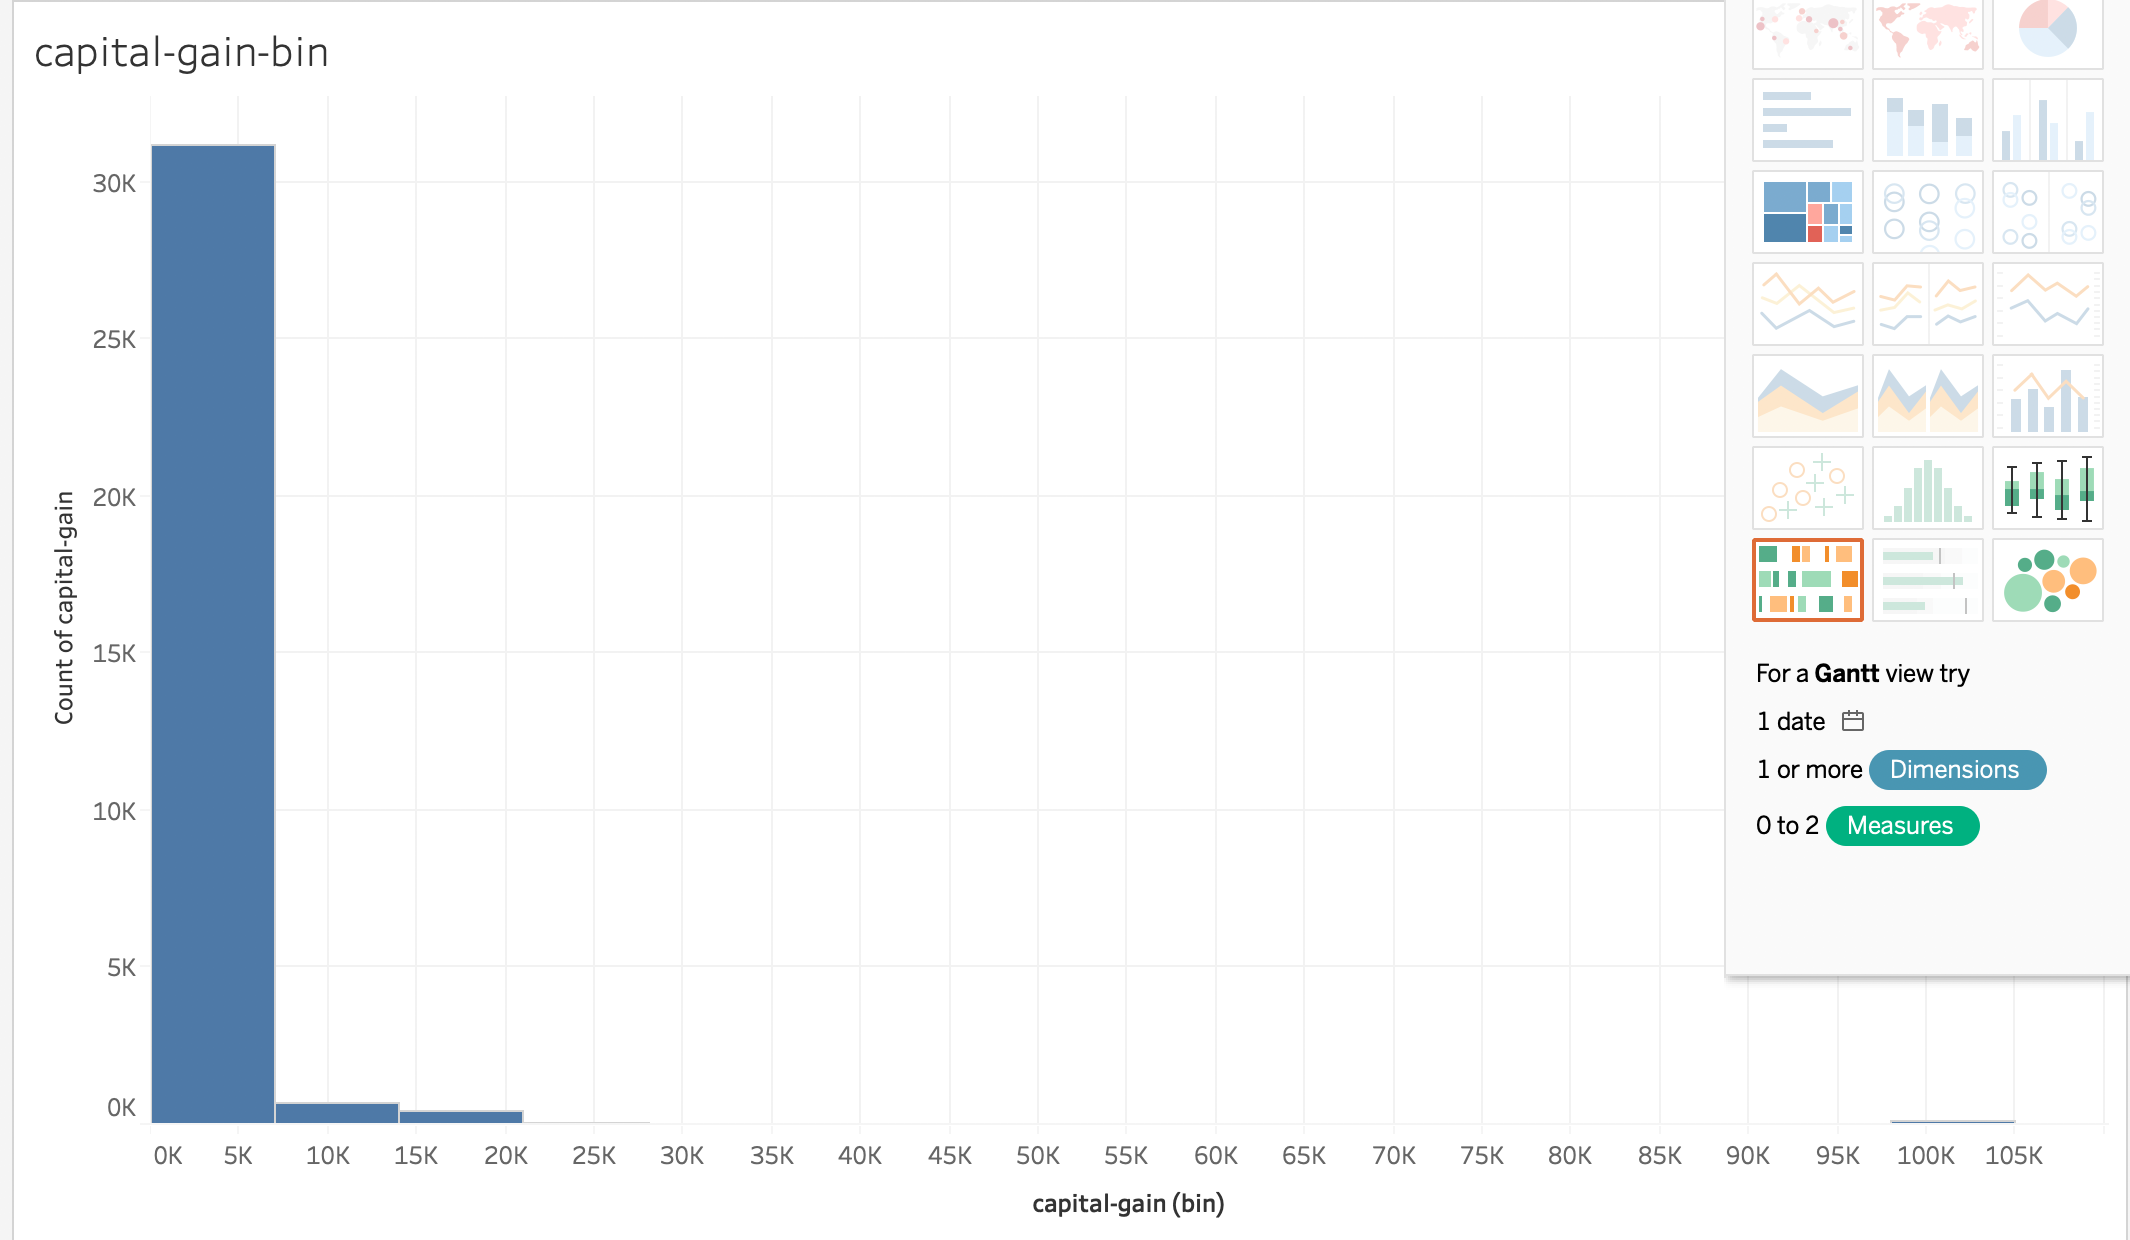 capital-gain-bin
30K
25K
20K
15K
10K
5K
0K
Count of capital-gain
0K 5K 10K 15K 20K 25K 30K 35K 40K 45K 50K 55K 60K 65K 70K 75K 80K 85K 90K 95K 100K 105K
capital-gain (bin)
For a Gantt view try
1 date
1 or more Dimensions
0 to 2 Measures